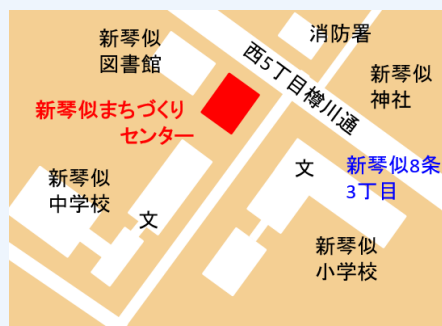 新琴似
図書館
消防署
西5丁目樽川通
新琴似
神社
新琴似まちづくり
センター
文
新琴似8条
3丁目
新琴似
中学校
文
新琴似
小学校